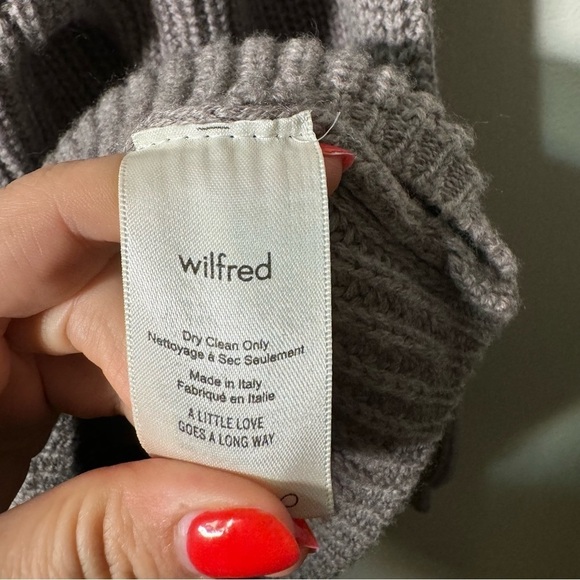 wilfred
Dry Clean Only
Nettoyage à Sec Seulement
Made in Italy
Fabriqué en Italie
A LITTLE LOVE
GOES A LONG WAY